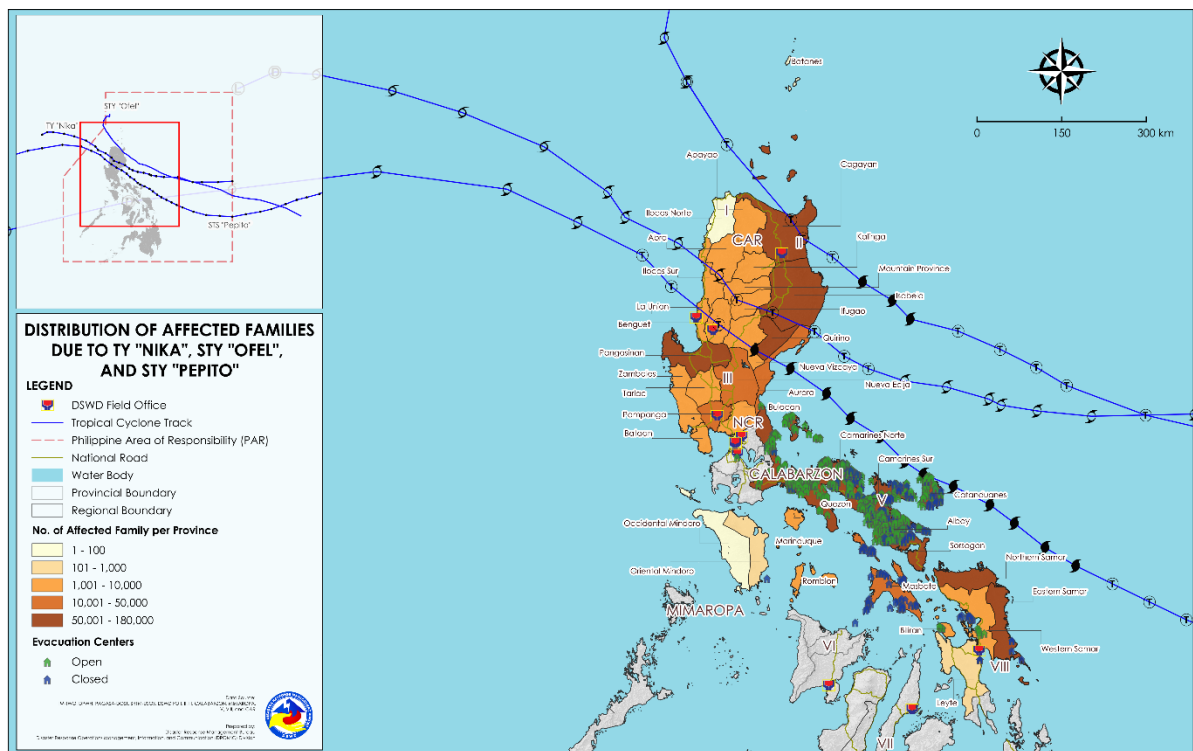 STY "Ofel"
TY "Nika"
STS "Pepito"
DISTRIBUTION OF AFFECTED FAMILIES
DUE TO TY "NIKA", STY "OFEL",
AND STY "PEPITO"
LEGEND
DSWD Field Office
Tropical Cyclone Track
Philippine Area of Responsibility (PAR)
National Road
Water Body
Provincial Boundary
Regional Boundary
No. of Affected Family per Province
1 - 100
101 - 1,000
1,001 - 10,000
10,001 - 50,000
50,001 - 180,000
Evacuation Centers
Open
Closed
Data Source:
Prepared by:
0 150 300 km
Batanes
Apayao
Cagayan
Ilocos Norte
I
Abra
CAR
II
Kalinga
Ilocos Sur
Mountain Province
Isabela
La Union
Ifugao
Benguet
Quirino
Pangasinan
Nueva Vizcaya
Zambales
III
Nueva Ecija
Tarlac
Aurora
Pampanga
Bulacan
NCR
Bataan
Camarines Norte
CALABARZON
Camarines Sur
V
Catanduanes
Quezon
Occidental Mindoro
Albay
Marinduque
Sorsogon
Northern Samar
Oriental Mindoro
Romblon
Masbate
Eastern Samar
MIMAROPA
Biliran
VI
Western Samar
VIII
Leyte
VII